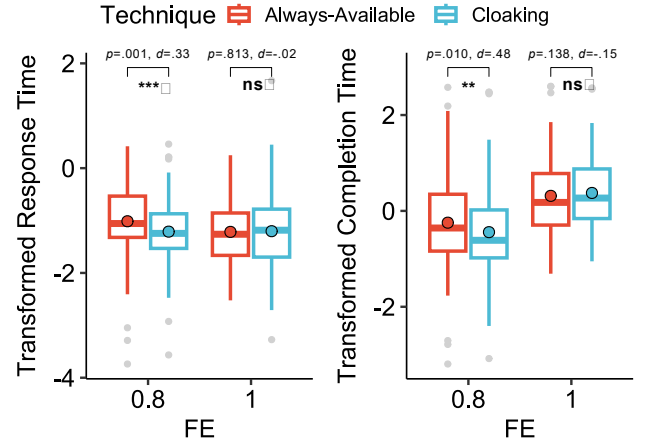 Technique Always-Available Cloaking
Transformed Response Time
p=.001, d=.33 p=.813, d=-.02
*** ns
2
0
-2
-4
0.8 1
FE
Transformed Completion Time
p=.010, d=.48 p=.138, d=-.15
** ns
2
0
-2
0.8 1
FE